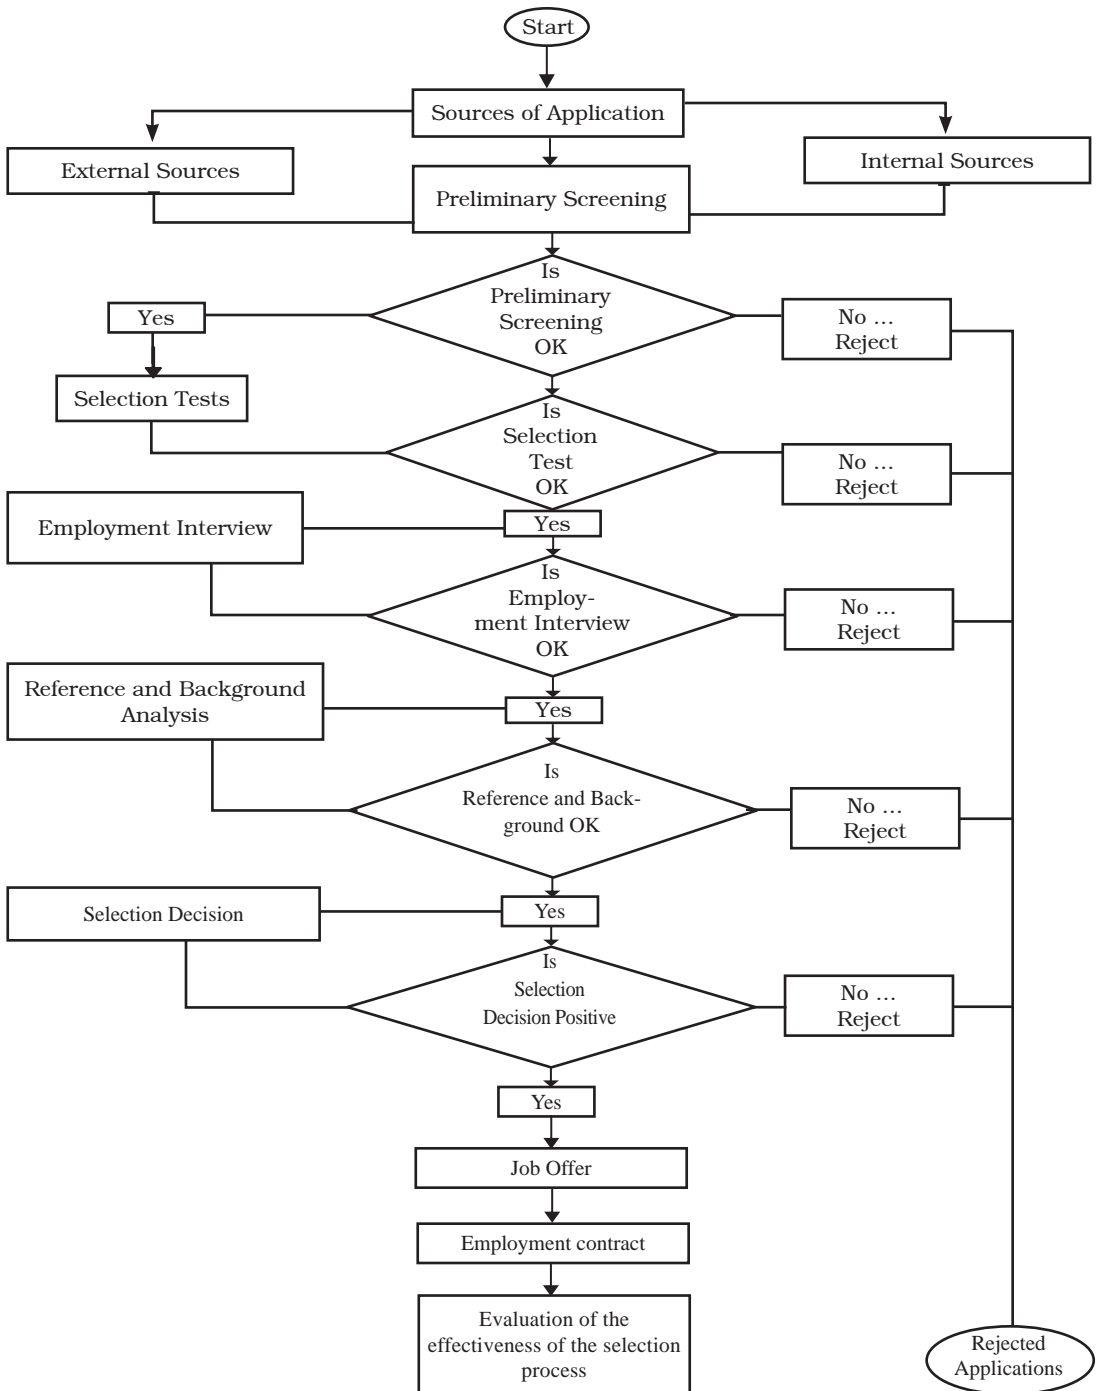 Start
Sources of Application
External Sources
Internal Sources
Preliminary Screening
Is
Preliminary
Screening
OK
Yes
No ...
Reject
Selection Tests
Is
Selection
Test
OK
No ...
Reject
Employment Interview
Yes
Is
Employ-
ment Interview
OK
No ...
Reject
Reference and Background
Analysis
Yes
Is
Reference and Back-
ground OK
No ...
Reject
Selection Decision
Yes
Is
Selection
Decision Positive
No ...
Reject
Yes
Job Offer
Employment contract
Evaluation of the
effectiveness of the selection
process
Rejected
Applications